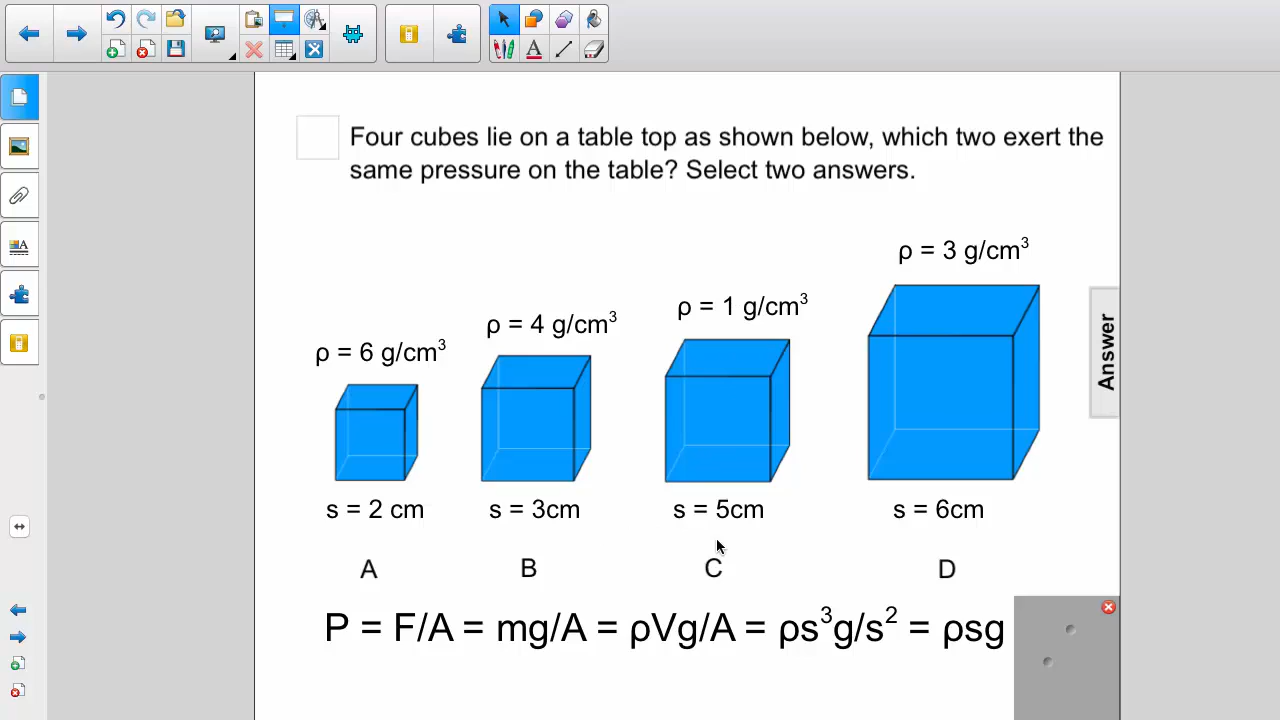 Four cubes lie on a table top as shown below, which two exert the
same pressure on the table? Select two answers.
ρ = 6 g/cm³
ρ = 4 g/cm³
ρ = 1 g/cm³
ρ = 3 g/cm³
s = 2 cm
s = 3cm
s = 5cm
s = 6cm
A
B
C
D
P = F/A = mg/A = ρVg/A = ρs³g/s² = ρsg
Answer